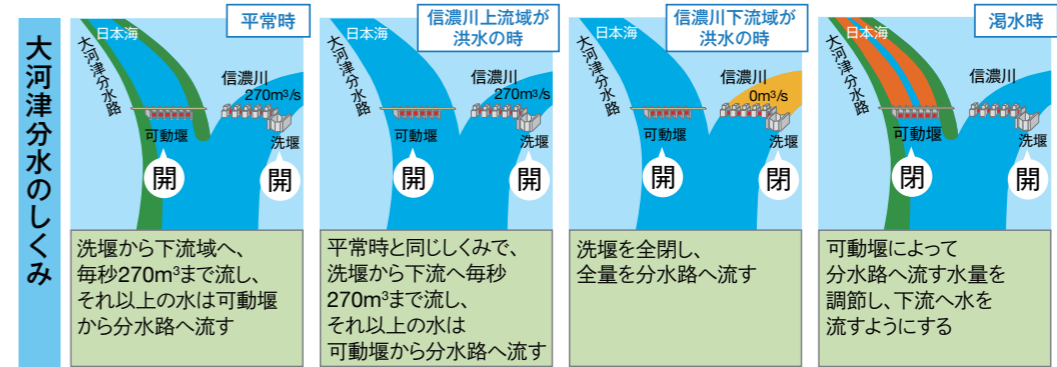 大河津分水のしくみ
平常時
日本海
大河津分水路
信濃川
270m³/s
可動堰
洗堰
開
開
洗堰から下流域へ、
毎秒270m³まで流し、
それ以上の水は可動堰
から分水路へ流す
信濃川上流域が
洪水の時
日本海
大河津分水路
信濃川
270m³/s
可動堰
洗堰
開
開
平常時と同じしくみで、
洗堰から下流へ毎秒
270m³まで流し、
それ以上の水は
可動堰から分水路へ流す
信濃川下流域が
洪水の時
日本海
大河津分水路
信濃川
0m³/s
可動堰
洗堰
開
閉
洗堰を全閉し、
全量を分水路へ流す
渇水時
日本海
大河津分水路
信濃川
可動堰
洗堰
閉
開
可動堰によって
分水路へ流す水量を
調節し、下流へ水を
流すようにする